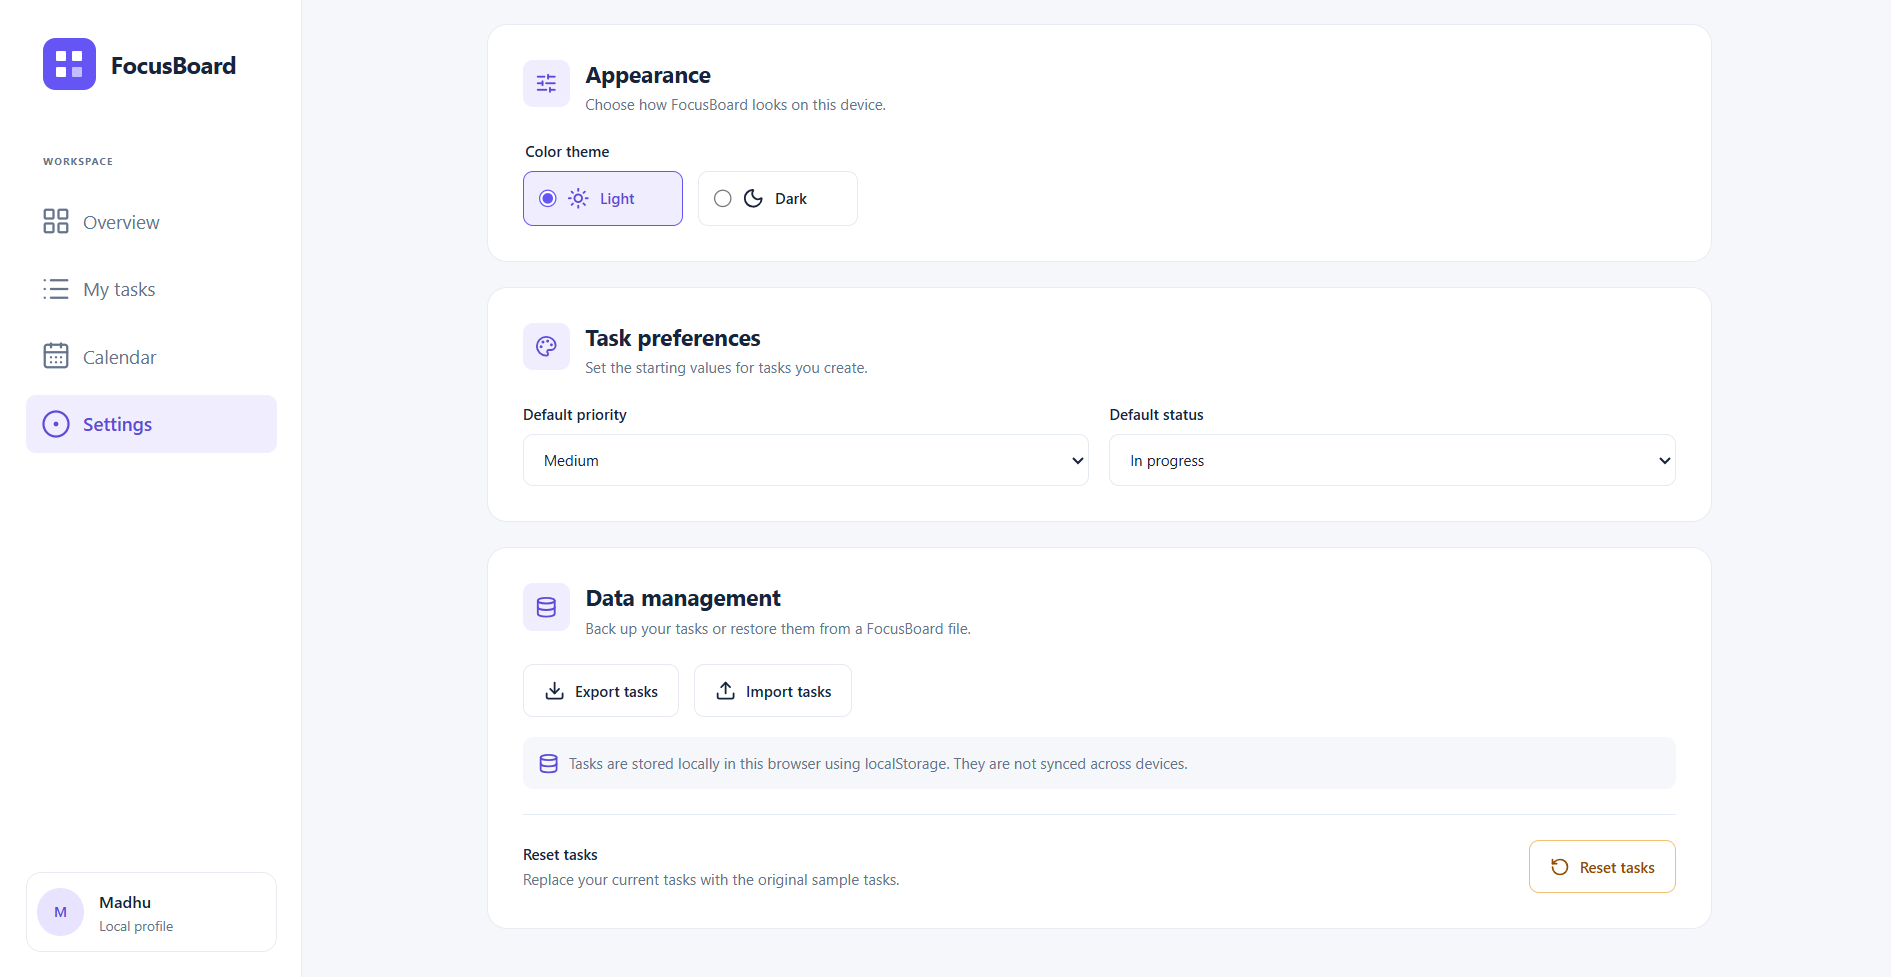 FocusBoard
WORKSPACE
Overview
My tasks
Calendar
Settings
M
Madhu
Local profile
Appearance
Choose how FocusBoard looks on this device.
Color theme
Light
Dark
Task preferences
Set the starting values for tasks you create.
Default priority
Medium
Default status
In progress
Data management
Back up your tasks or restore them from a FocusBoard file.
Export tasks
Import tasks
Tasks are stored locally in this browser using localStorage. They are not synced across devices.
Reset tasks
Replace your current tasks with the original sample tasks.
Reset tasks